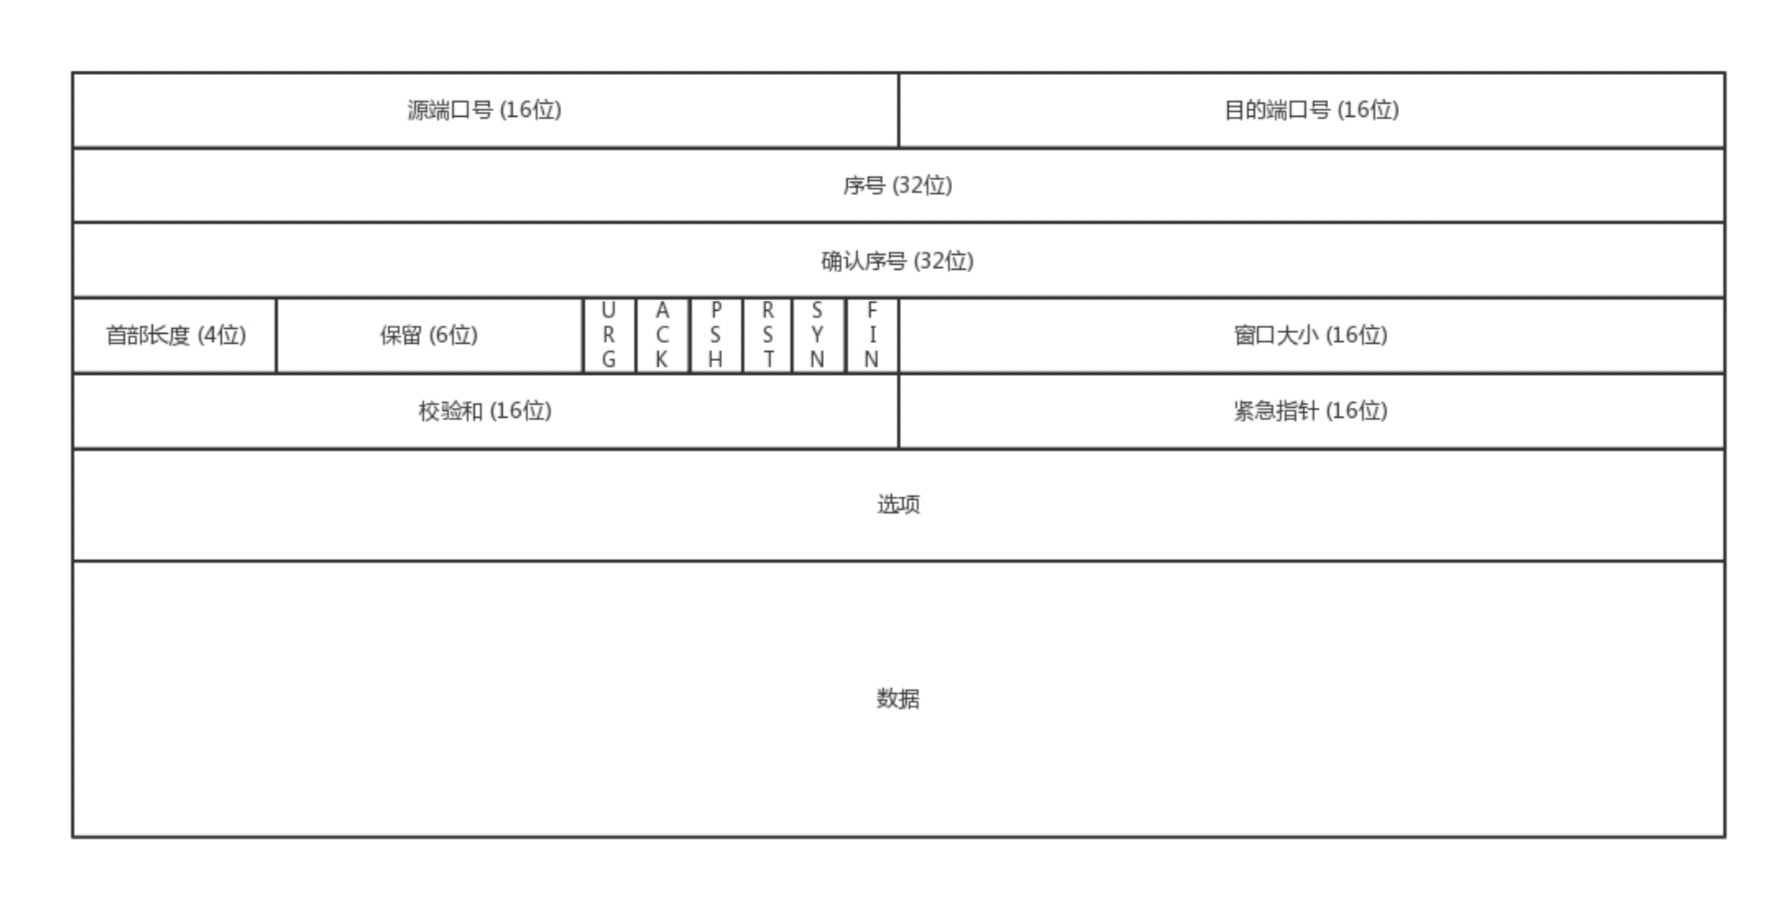 源端口号 (16位)
目的端口号 (16位)
序号 (32位)
确认序号 (32位)
首部长度 (4位)
保留 (6位)
URG
ACK
PSH
RST
SYN
FIN
窗口大小 (16位)
校验和 (16位)
紧急指针 (16位)
选项
数据